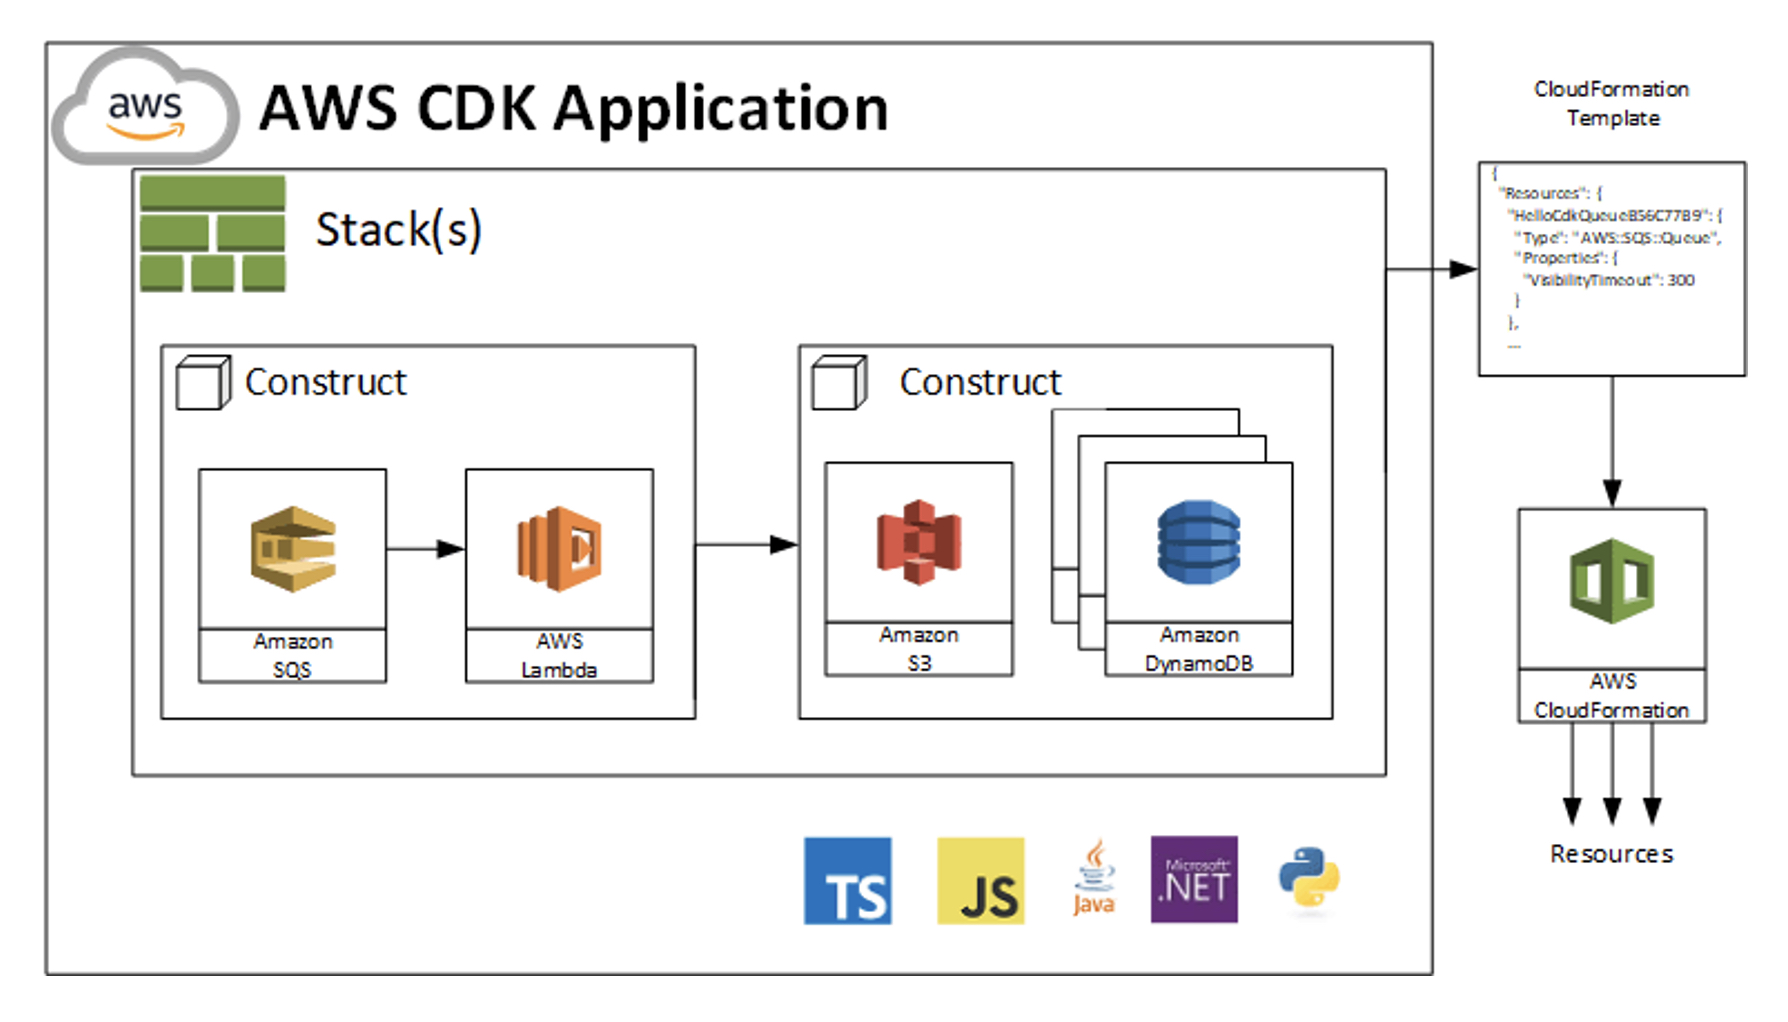 aws
AWS CDK Application
Stack(s)
Construct
Amazon
SQS
AWS
Lambda
Construct
Amazon
S3
Amazon
DynamoDB
TS
JS
Java
Microsoft
.NET
CloudFormation
Template
{
"Resources": {
"HelloCdkQueueB56C77B9": {
"Type": "AWS::SQS::Queue",
"Properties": {
"VisibilityTimeout": 300
}
},
...
AWS
CloudFormation
Resources